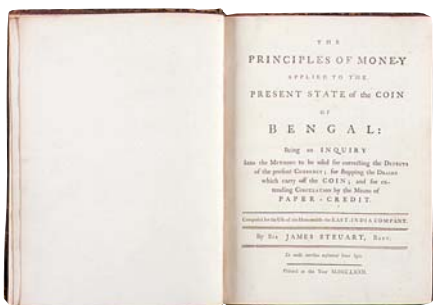 THE
PRINCIPLES OF MONEY
APPLIED TO THE
PRESENT STATE of the COIN
OF
BENGAL:
Being an INQUIRY
Into the METHODS to be used for correcting the DEFECTS
of the present CURRENCY; for stopping the DRAINS
which carry off the COIN; and for ex-
tending CIRCULATION by the Means of
PAPER-CREDIT.
Composed for the Use of the Honourable the EAST-INDIA COMPANY.
By Sir JAMES STEUART, Bart.
Printed in the Year MDCCLXXII.